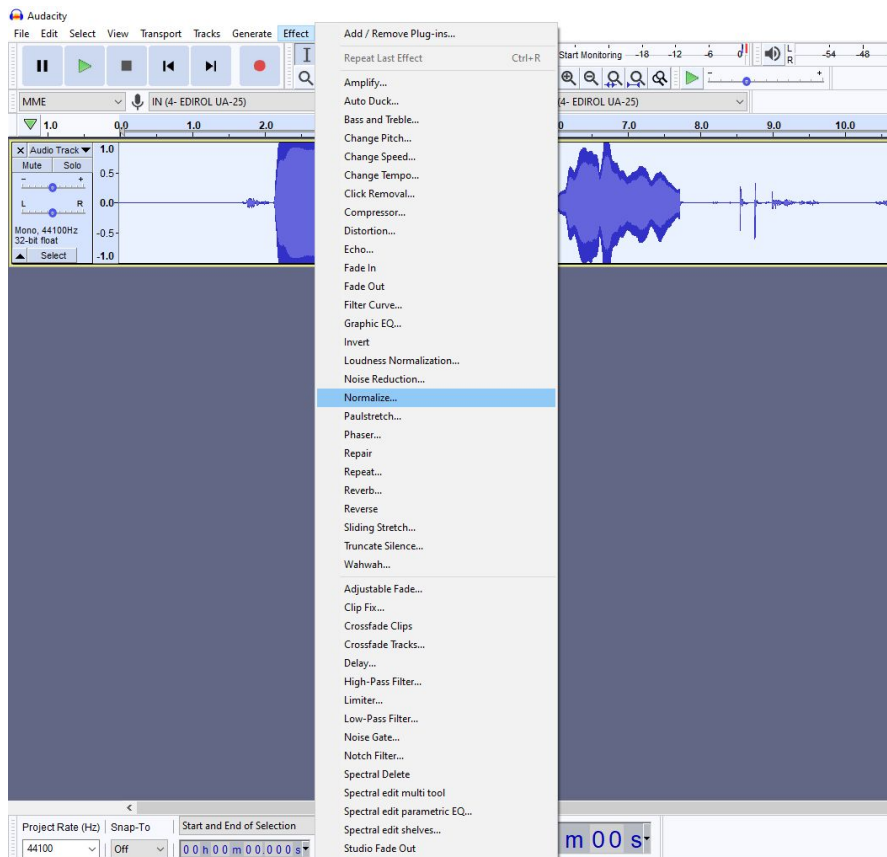 Audacity
File Edit Select View Transport Tracks Generate Effect
Add / Remove Plug-ins...
Repeat Last Effect Ctrl+R
Amplify...
Auto Duck...
Bass and Treble...
Change Pitch...
Change Speed...
Change Tempo...
Click Removal...
Compressor...
Distortion...
Echo...
Fade In
Fade Out
Filter Curve...
Graphic EQ...
Invert
Loudness Normalization...
Noise Reduction...
Normalize...
Paulstretch...
Phaser...
Repair
Repeat...
Reverb...
Reverse
Sliding Stretch...
Truncate Silence...
Wahwah...
Adjustable Fade...
Clip Fix...
Crossfade Clips
Crossfade Tracks...
Delay...
High-Pass Filter...
Limiter...
Low-Pass Filter...
Noise Gate...
Notch Filter...
Spectral Delete
Spectral edit multi tool
Spectral edit parametric EQ...
Spectral edit shelves...
Studio Fade Out
Start Monitoring -18 -12 -6 0 L -54 -48
R
- +
MME IN (4- EDIROL UA-25) (4- EDIROL UA-25)
1.0 0.0 1.0 2.0 0 7.0 8.0 9.0 10.0
X Audio Track 1.0
Mute Solo
- + 0.5
L R 0.0
Mono, 44100Hz -0.5
32-bit float
Select -1.0
Project Rate (Hz) Snap-To Start and End of Selection
44100 Off 00h00m00.000s
m 00 s